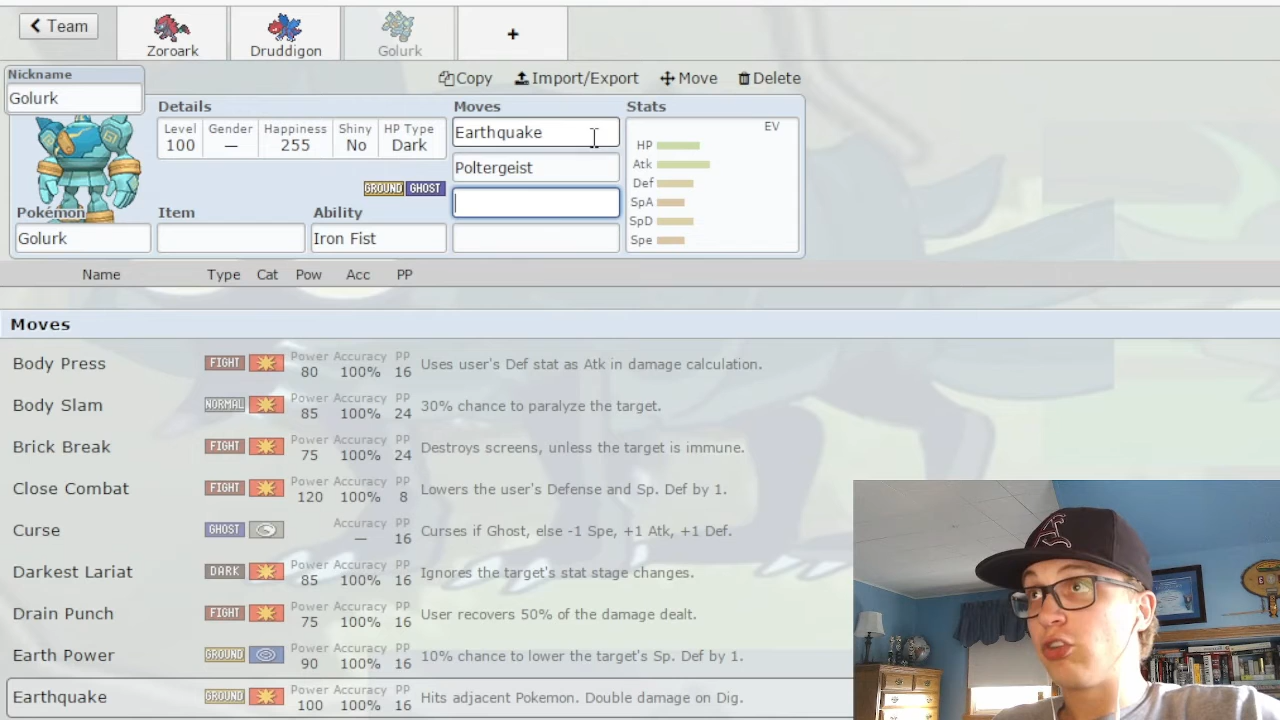 Team
Zoroark
Druddigon
Golurk
+
Nickname
Golurk
Copy
Import/Export
Move
Delete
Details
Moves
Stats
Level
100
Gender
—
Happiness
255
Shiny
No
HP Type
Dark
Earthquake
Poltergeist
EV
HP
Atk
Def
SpA
SpD
Spe
GROUND GHOST
Pokémon
Golurk
Item
Ability
Iron Fist
Name Type Cat Pow Acc PP
Moves
Body Press FIGHT Power 80 Accuracy 100% PP 16 Uses user's Def stat as Atk in damage calculation.
Body Slam NORMAL Power 85 Accuracy 100% PP 24 30% chance to paralyze the target.
Brick Break FIGHT Power 75 Accuracy 100% PP 24 Destroys screens, unless the target is immune.
Close Combat FIGHT Power 120 Accuracy 100% PP 8 Lowers the user's Defense and Sp. Def by 1.
Curse GHOST Accuracy — PP 16 Curses if Ghost, else -1 Spe, +1 Atk, +1 Def.
Darkest Lariat DARK Power 85 Accuracy 100% PP 16 Ignores the target's stat stage changes.
Drain Punch FIGHT Power 75 Accuracy 100% PP 16 User recovers 50% of the damage dealt.
Earth Power GROUND Power 90 Accuracy 100% PP 16 10% chance to lower the target's Sp. Def by 1.
Earthquake GROUND Power 100 Accuracy 100% PP 16 Hits adjacent Pokemon. Double damage on Dig.
A